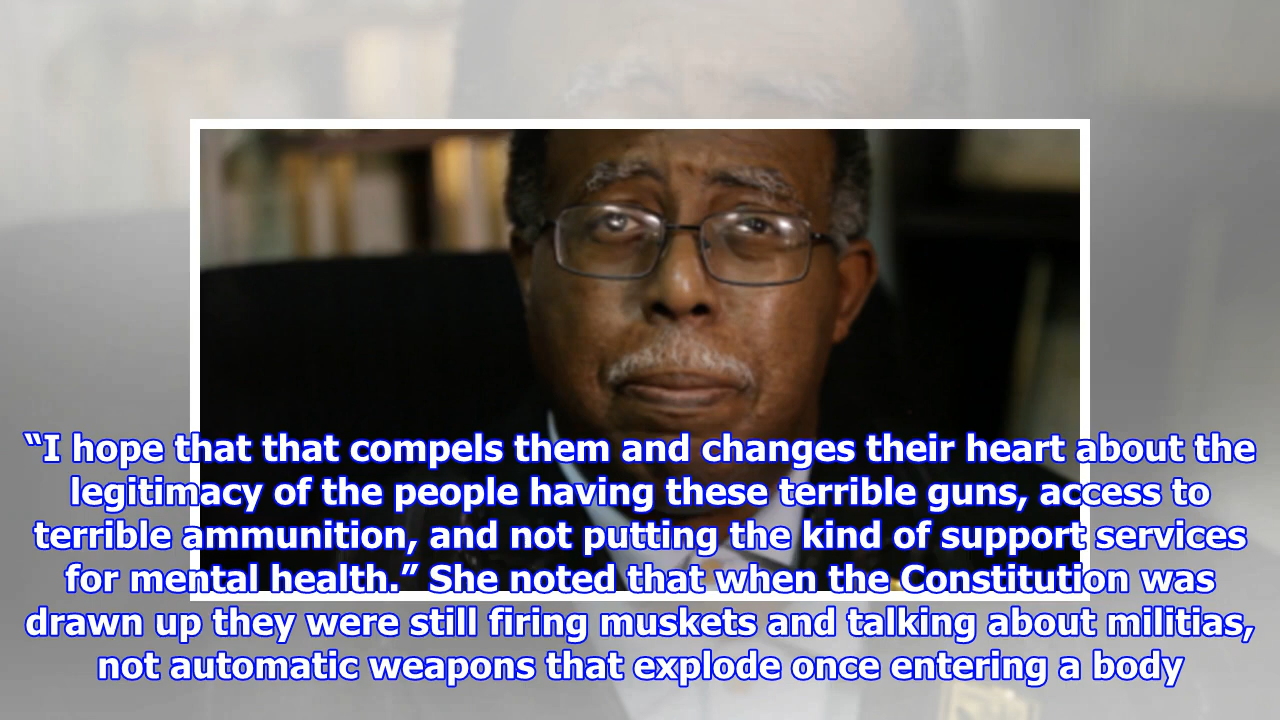 “I hope that that compels them and changes their heart about the
legitimacy of the people having these terrible guns, access to
terrible ammunition, and not putting the kind of support services
for mental health.” She noted that when the Constitution was
drawn up they were still firing muskets and talking about militias,
not automatic weapons that explode once entering a body